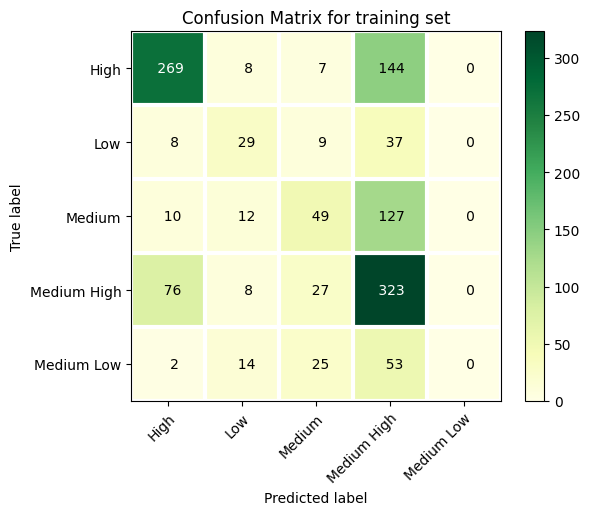 Confusion Matrix for training set
High 269 8 7 144 0
Low 8 29 9 37 0
Medium 10 12 49 127 0
Medium High 76 8 27 323 0
Medium Low 2 14 25 53 0
High Low Medium Medium High Medium Low
True label
Predicted label
300
250
200
150
100
50
0